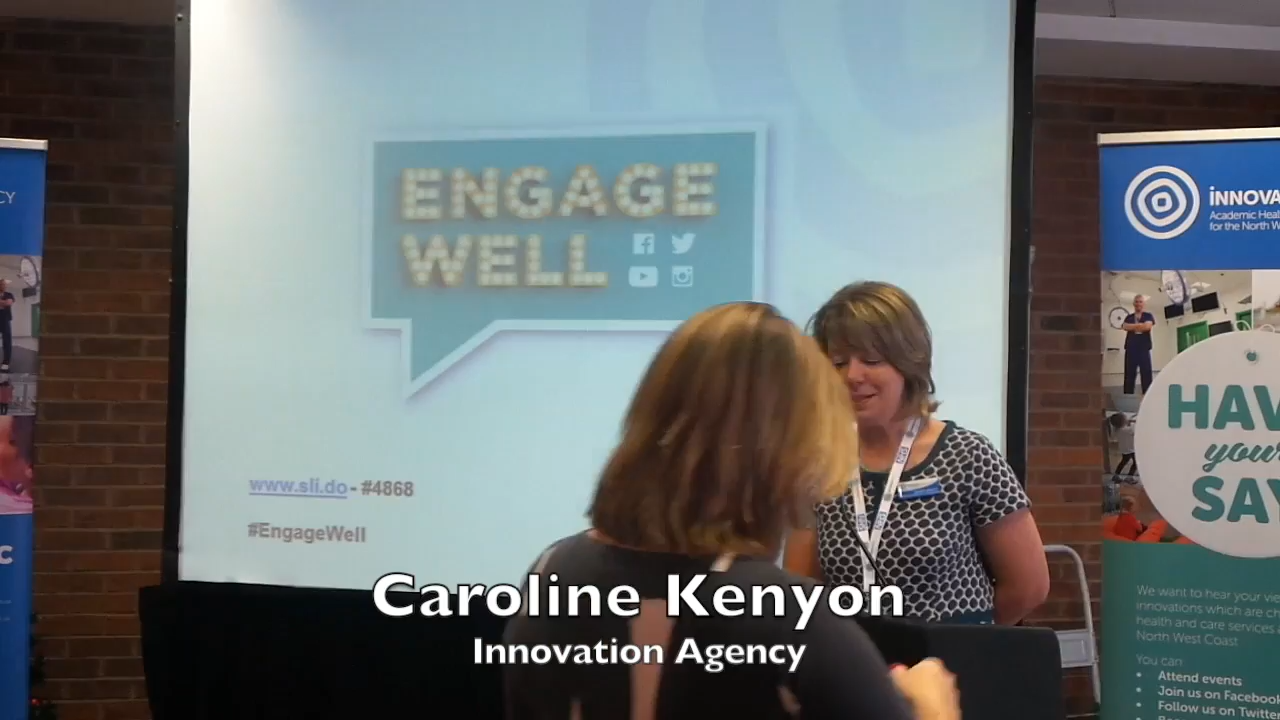 ENGAGE
WELL
www.sli.do - #4868
#EngageWell
CY
C
iNNOVA
Academic Heal
for the North W
HAV
your
SAY
We want to hear your vie
innovations which are c
health and care services
North West Coast
You can:
• Attend events
• Join us on Facebook
• Follow us on Twitte
Caroline Kenyon
Innovation Agency